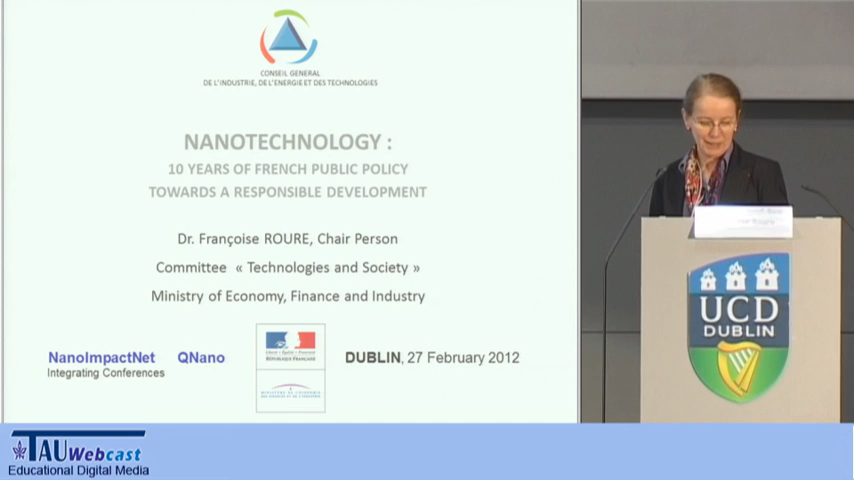 CONSEIL GENERAL
DE L'INDUSTRIE, DE L'ENERGIE ET DES TECHNOLOGIES
NANOTECHNOLOGY :
10 YEARS OF FRENCH PUBLIC POLICY
TOWARDS A RESPONSIBLE DEVELOPMENT
Dr. Françoise ROURE, Chair Person
Committee « Technologies and Society »
Ministry of Economy, Finance and Industry
NanoImpactNet QNano
Integrating Conferences
RÉPUBLIQUE FRANÇAISE
DUBLIN, 27 February 2012
UCD
DUBLIN
TAU Webcast
Educational Digital Media